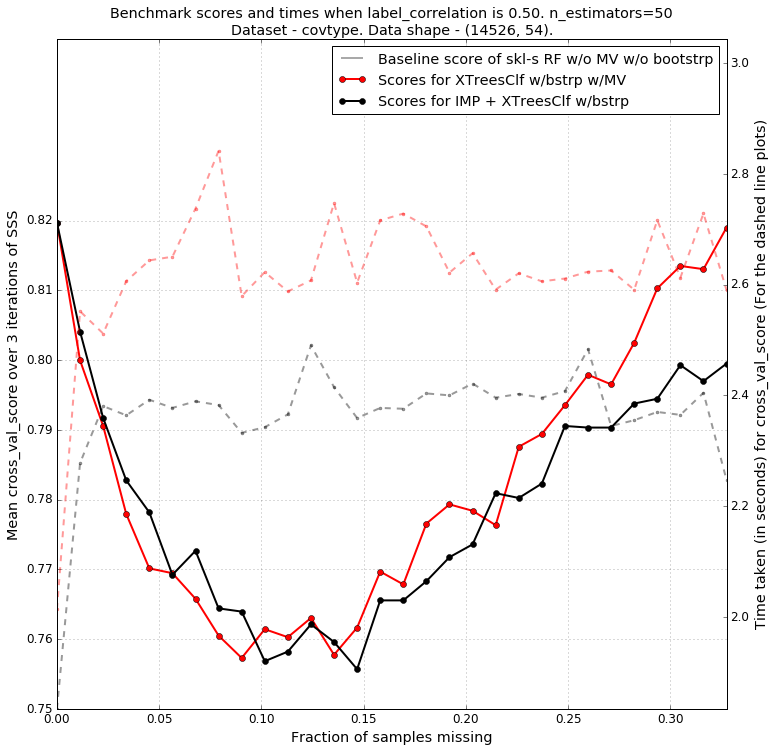 Benchmark scores and times when label_correlation is 0.50. n_estimators=50
Dataset - covtype. Data shape - (14526, 54).
Baseline score of skl-s RF w/o MV w/o bootstrp
Scores for XTreesClf w/bstrp w/MV
Scores for IMP + XTreesClf w/bstrp
Mean cross_val_score over 3 iterations of SSS
0.82
0.81
0.80
0.79
0.78
0.77
0.76
0.75
3.0
2.8
2.6
2.4
2.2
2.0
Time taken (in seconds) for cross_val_score (For the dashed line plots)
0.00
0.05
0.10
0.15
0.20
0.25
0.30
Fraction of samples missing